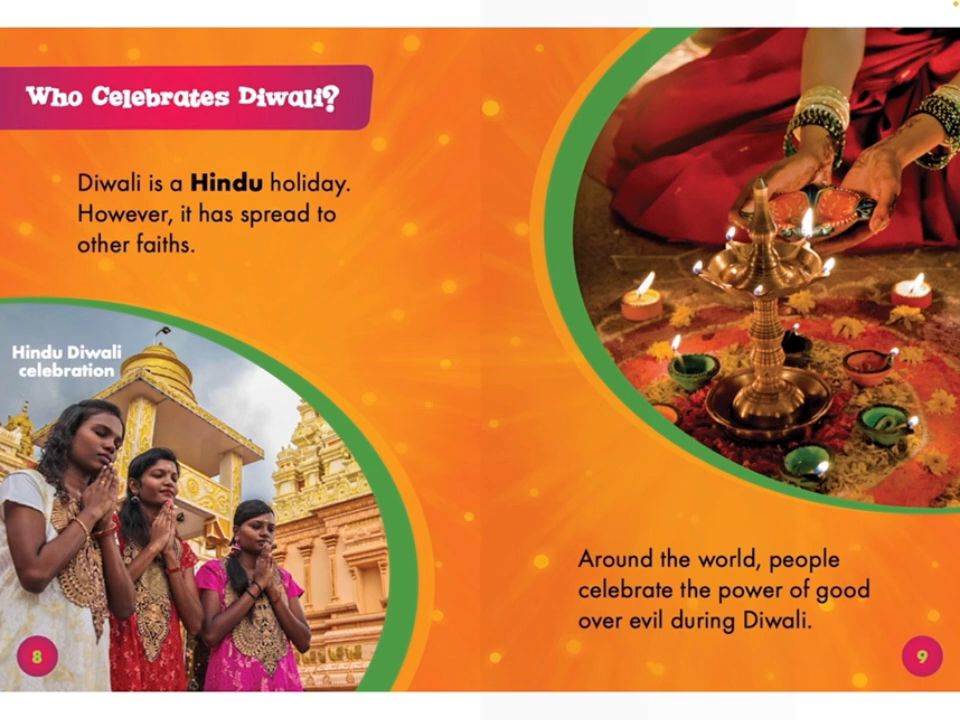 Who Celebrates Diwali?
Diwali is a Hindu holiday.
However, it has spread to
other faiths.
Hindu Diwali
celebration
8
Around the world, people
celebrate the power of good
over evil during Diwali.
9